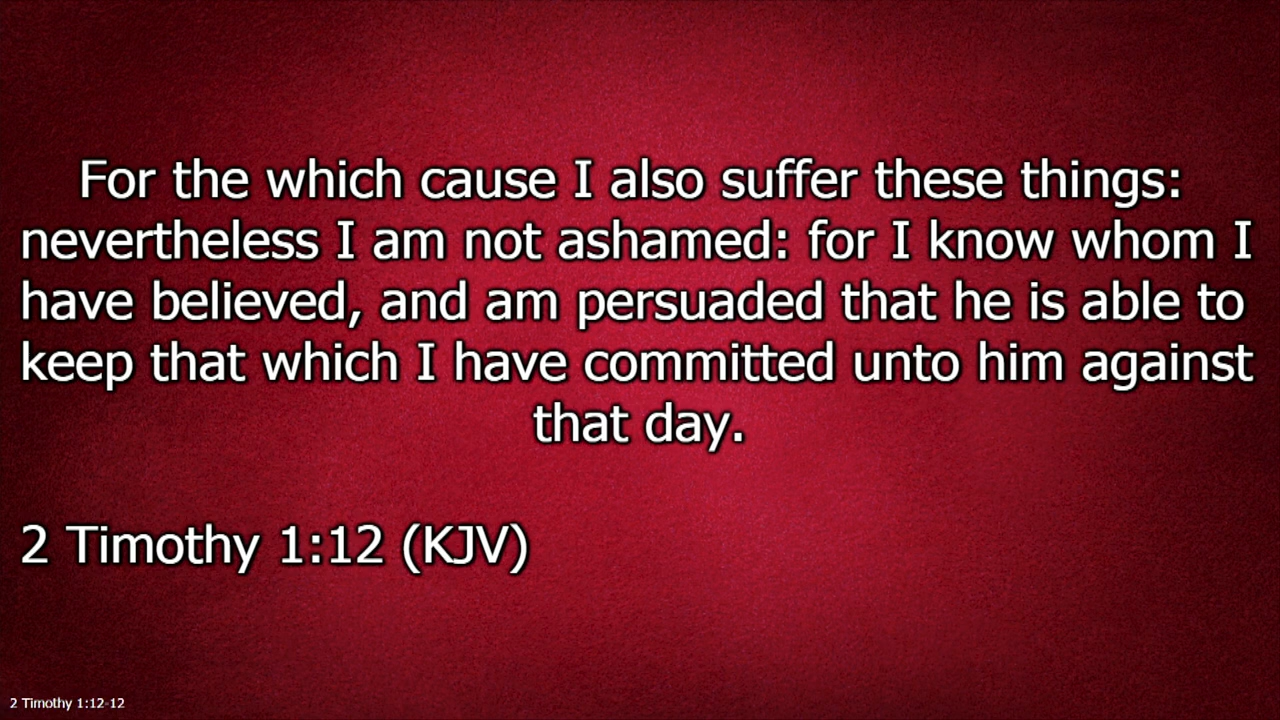 For the which cause I also suffer these things:
nevertheless I am not ashamed: for I know whom I
have believed, and am persuaded that he is able to
keep that which I have committed unto him against
that day.
2 Timothy 1:12 (KJV)
2 Timothy 1:12-12